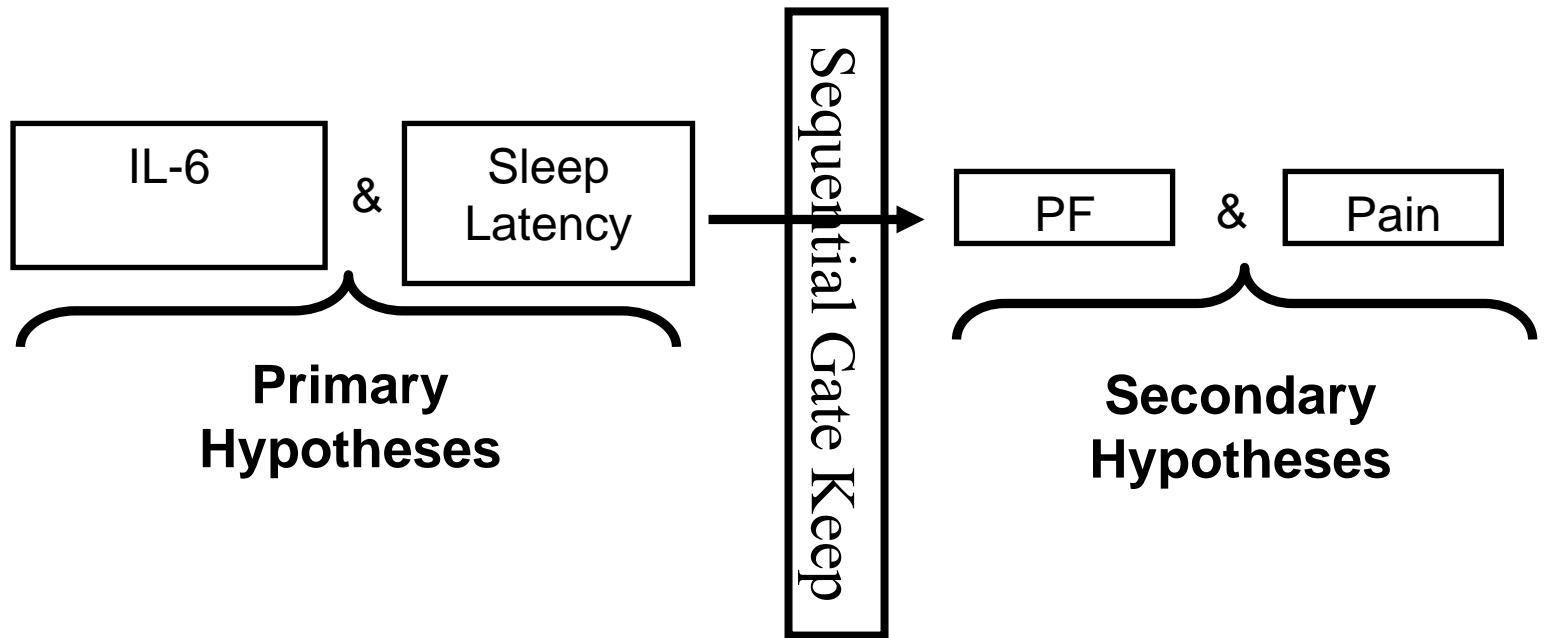 IL-6
&
Sleep
Latency
Primary
Hypotheses
Sequential Gate Keep
PF
&
Pain
Secondary
Hypotheses